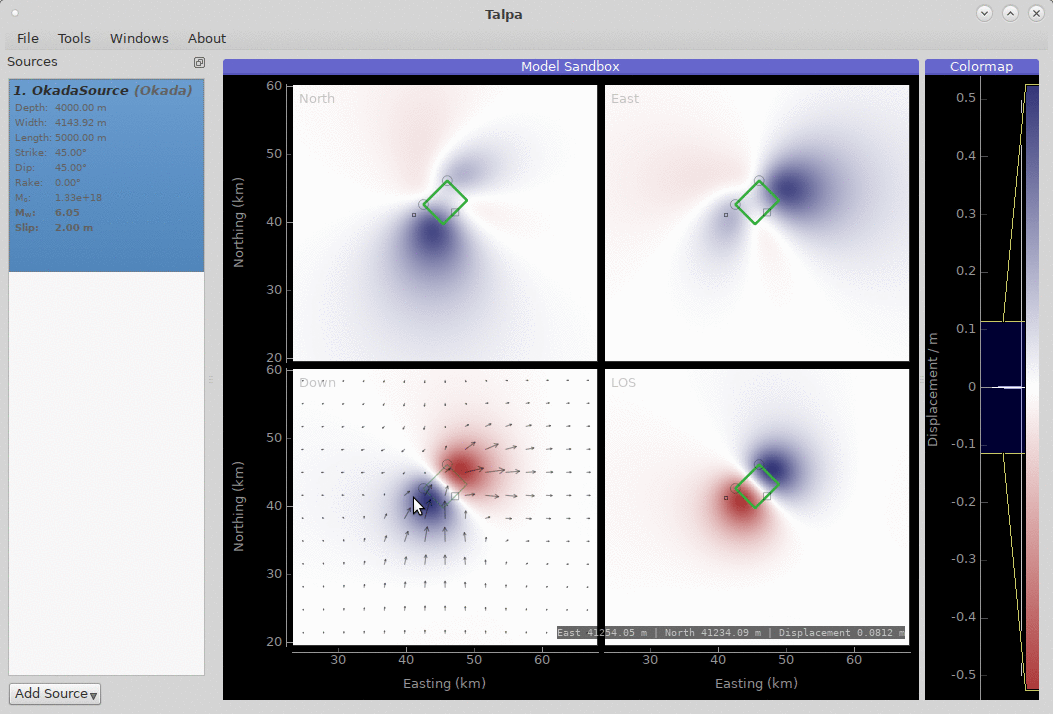 Talpa
File Tools Windows About
Sources
1. OkadaSource (Okada)
Depth: 4000.00 m
Width: 4143.92 m
Length: 5000.00 m
Strike: 45.00°
Dip: 45.00°
Rake: 0.00°
M₀: 1.33e+18
Mw: 6.05
Slip: 2.00 m
Add Source
Model Sandbox
North
East
Down
LOS
60
50
40
30
20
Northing (km)
60
50
40
30
20
Northing (km)
East 41254.05 m | North 41234.09 m | Displacement 0.0812 m
30 40 50 60
Easting (km)
30 40 50 60
Easting (km)
Colormap
0.5
0.4
0.3
0.2
0.1
0
-0.1
-0.2
-0.3
-0.4
-0.5
Displacement / m